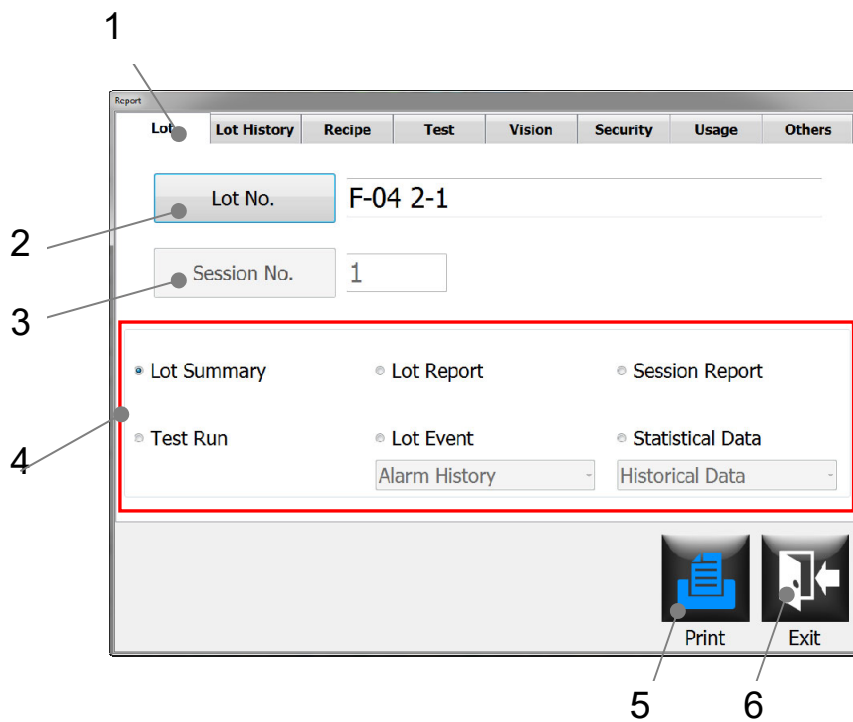 1
Report
Lot Lot History Recipe Test Vision Security Usage Others
Lot No. F-04 2-1
2
Session No. 1
3
Lot Summary Lot Report Session Report
4
Test Run Lot Event Statistical Data
Alarm History Historical Data
Print Exit
5 6